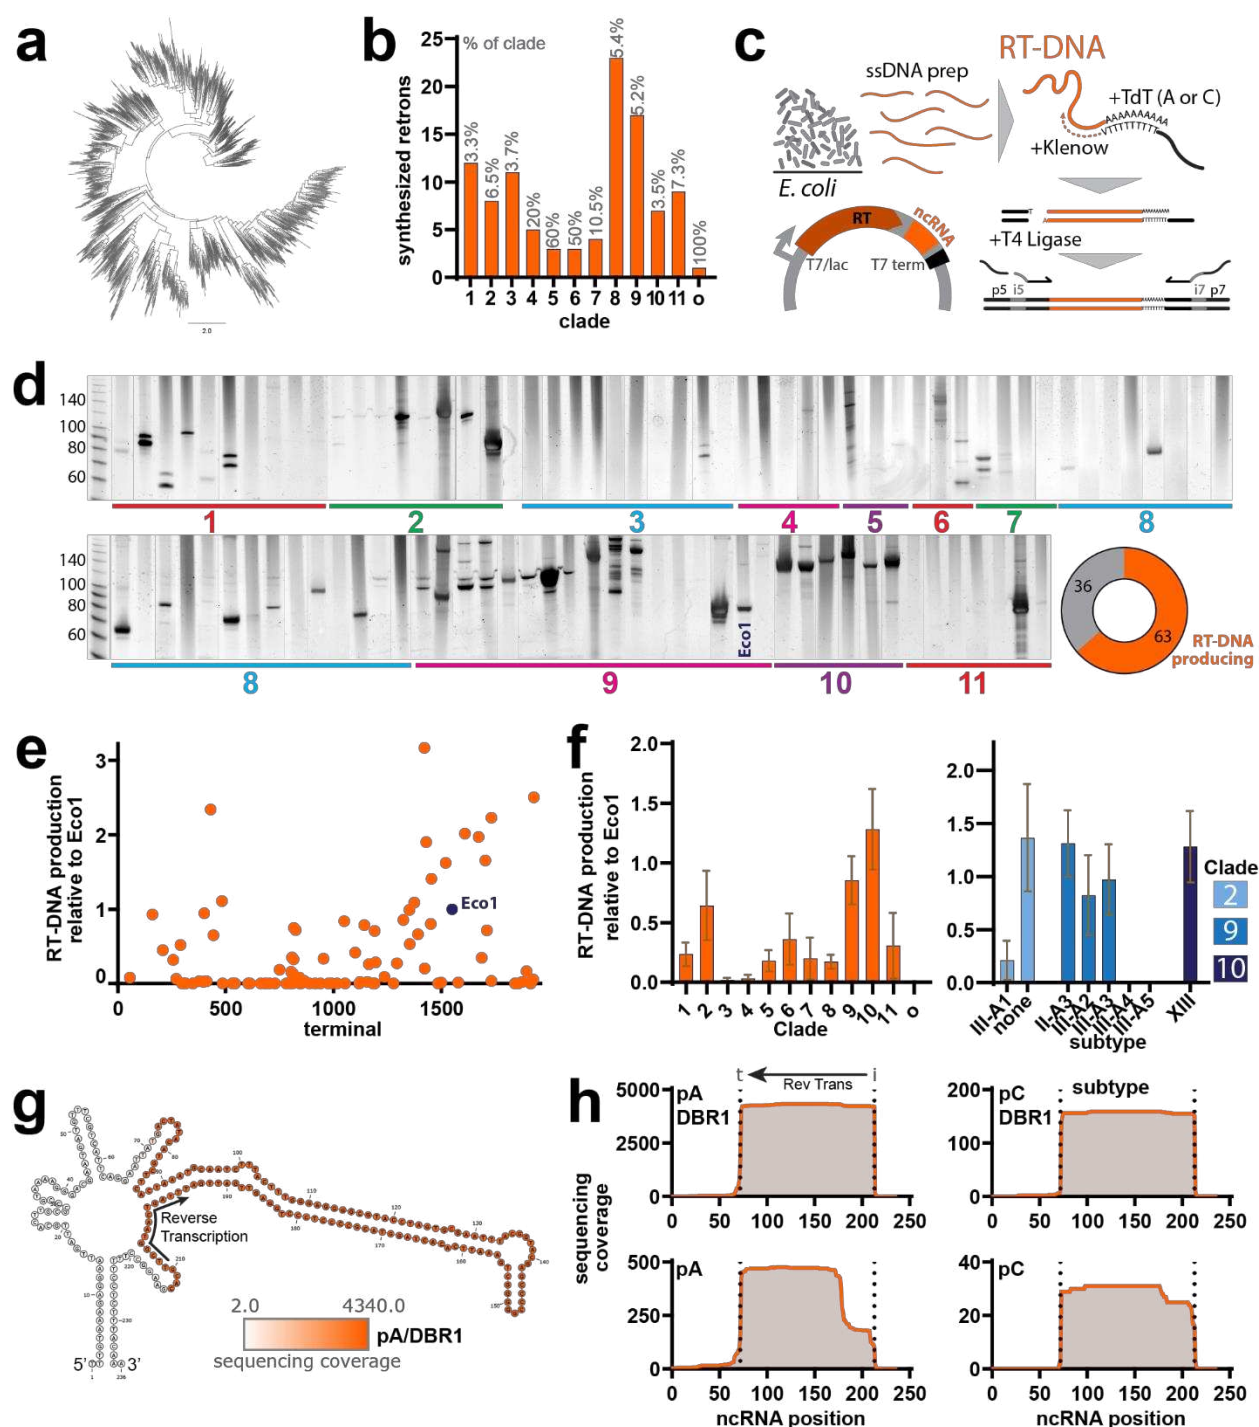 a
2.0
b
% of clade
synthesized retrons
25
20
15
10
5
0
3.3%
6.5%
3.7%
20%
60%
50%
10.5%
5.4%
5.2%
3.5%
7.3%
100%
1 2 3 4 5 6 7 8 9 10 11 o
clade
c
RT-DNA
ssDNA prep
+TdT (A or C)
+Klenow
E. coli
RT
ncRNA
T7/lac
T7 term
+T4 Ligase
p5 i5
i7 p7
d
140
100
80
60
1 2 3 4 5 6 7 8
140
100
80
60
Eco1
8 9 10 11
36
63
RT-DNA
producing
e
RT-DNA production
relative to Eco1
3
2
1
0
Eco1
0 500 1000 1500
terminal
f
RT-DNA production
relative to Eco1
2.0
1.5
1.0
0.5
0.0
1 2 3 4 5 6 7 8 9 10 11 o
Clade
2.0
1.5
1.0
0.5
0.0
III-A1
none
II-A3
III-A2
III-A3
III-A4
III-A5
XIII
subtype
Clade
2
9
10
g
Reverse
Transcription
5'
3'
2.0 4340.0
pA/DBR1
sequencing coverage
h
t Rev Trans i
sequencing
coverage
5000
2500
0
pA
DBR1
0 50 100 150 200 250
200
100
0
pC
DBR1
subtype
0 50 100 150 200 250
500
250
0
pA
0 50 100 150 200 250
ncRNA position
40
20
0
pC
0 50 100 150 200 250
ncRNA position